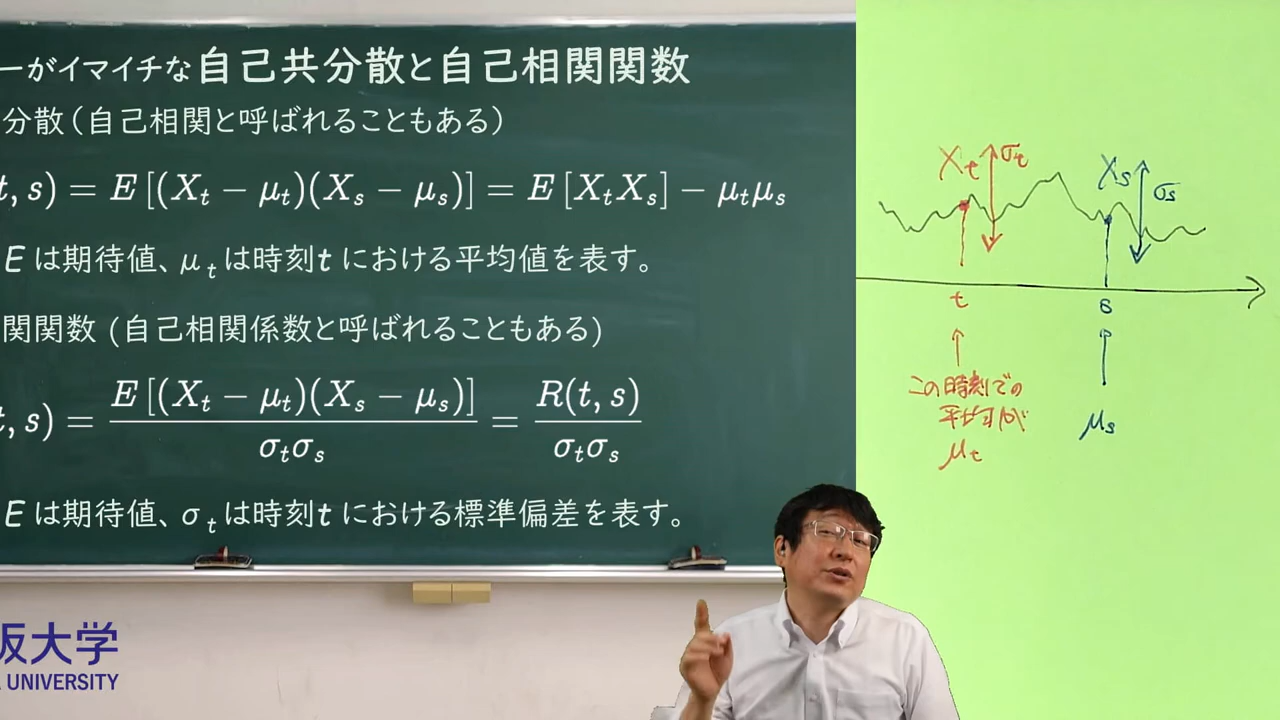 ーがイマイチな自己共分散と自己相関関数
分散（自己相関と呼ばれることもある）
t, s) = E [(X_t − μ_t)(X_s − μ_s)] = E [X_t X_s] − μ_t μ_s
E は期待値、μ_t は時刻t における平均値を表す。
関関数 (自己相関係数と呼ばれることもある)
t, s) = E [(X_t − μ_t)(X_s − μ_s)] / σ_t σ_s = R(t, s) / σ_t σ_s
E は期待値、σ_t は時刻t における標準偏差を表す。
阪大学
UNIVERSITY
X_t
σ_t
X_s
σ_s
t
s
この時刻での
平均が
μ_t
μ_s